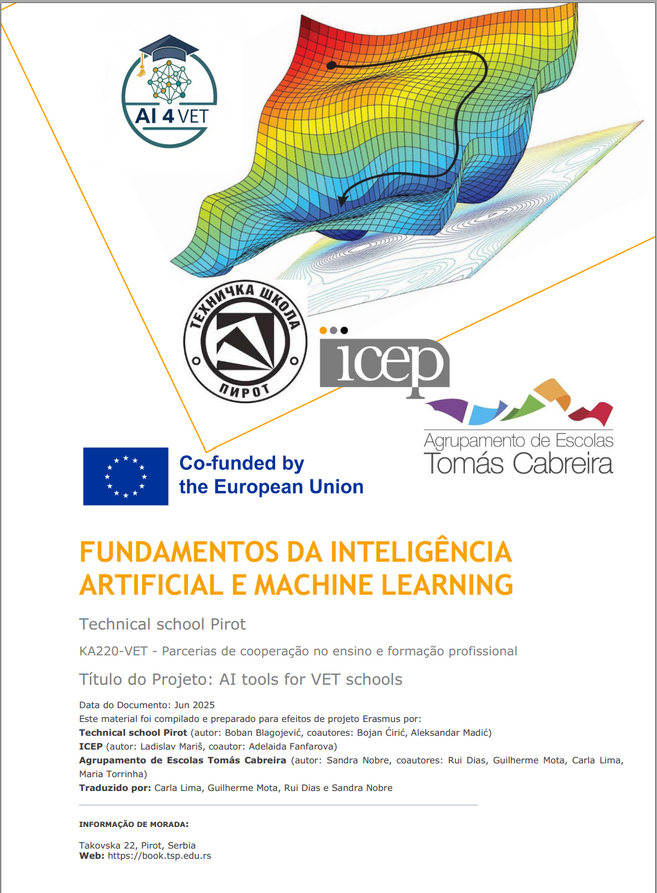 AI 4 VET
ТЕХНИЧКА ШКОЛА
ПИРОТ
icep
Agrupamento de Escolas
Tomás Cabreira
Co-funded by
the European Union
FUNDAMENTOS DA INTELIGÊNCIA
ARTIFICIAL E MACHINE LEARNING
Technical school Pirot
KA220-VET - Parcerias de cooperação no ensino e formação profissional
Título do Projeto: AI tools for VET schools
Data do Documento: Jun 2025
Este material foi compilado e preparado para efeitos de projeto Erasmus por:
Technical school Pirot (autor: Boban Blagojević, coautores: Bojan Ćirić, Aleksandar Madić)
ICEP (autor: Ladislav Mariš, coautor: Adelaida Fanfarova)
Agrupamento de Escolas Tomás Cabreira (autor: Sandra Nobre, coautores: Rui Dias, Guilherme Mota, Carla Lima,
Maria Torrinha)
Traduzido por: Carla Lima, Guilherme Mota, Rui Dias e Sandra Nobre
INFORMAÇÃO DE MORADA:
Takovska 22, Pirot, Serbia
Web: https://book.tsp.edu.rs